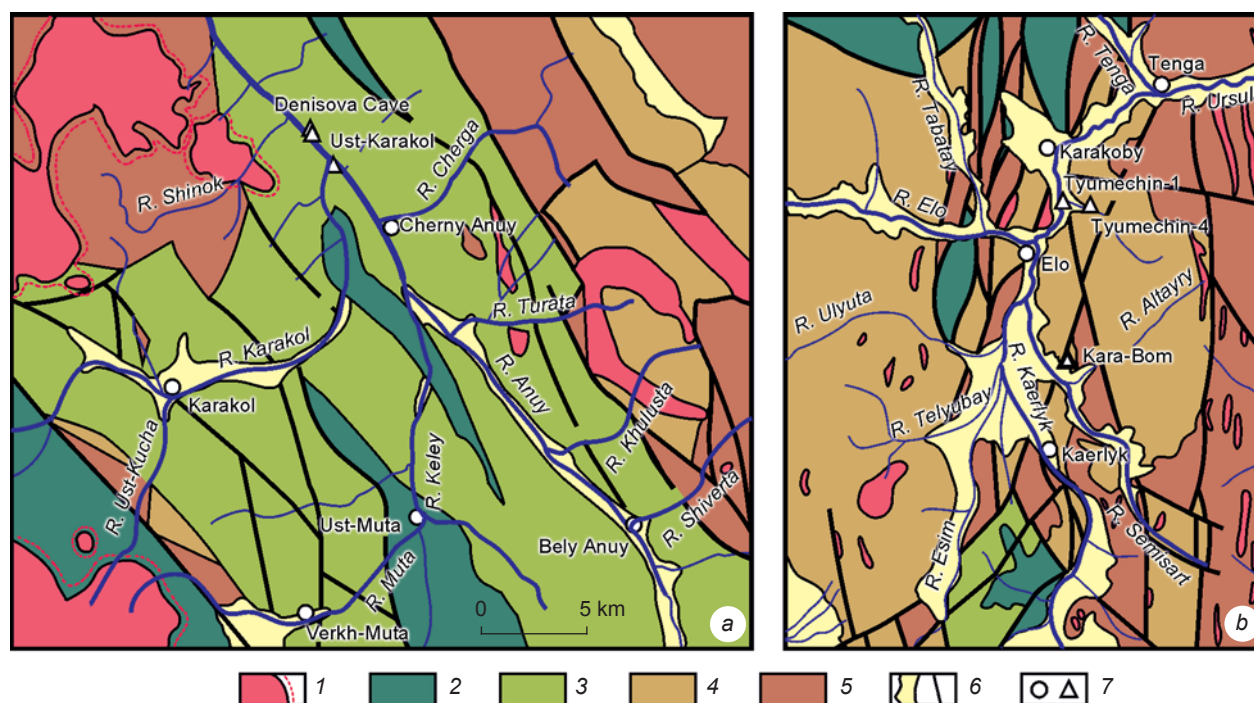 Denisova Cave
Ust-Karakol
R. Cherga
R. Shinok
Cherny Anuy
R. Turata
R. Karakol
R. Anuy
Karakol
R. Khulusta
R. Ust-Kucha
R. Keley
R. Shiverta
Ust-Muta
Bely Anuy
R. Muta
Verkh-Muta
0 5 km
a
R. Tenga
Tenga
R. Ursul
R. Tabatay
Karakoby
Tyumechin-1
R. Elo
Tyumechin-4
Elo
R. Altayry
R. Ulyuta
Kara-Bom
R. Kaerlyk
R. Telyubay
Kaerlyk
R. Esim
R. Semisart
b
1 2 3 4 5 6 7